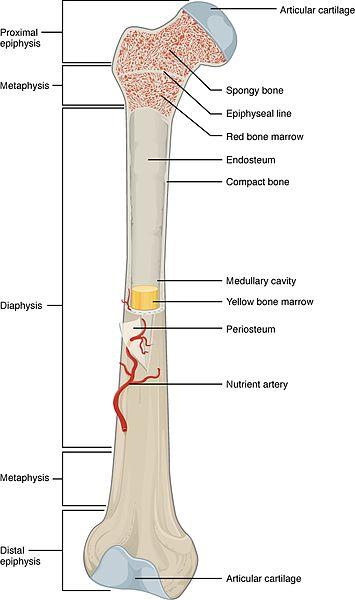 Articular cartilage
Proximal
epiphysis
Metaphysis
Spongy bone
Epiphyseal line
Red bone marrow
Endosteum
Compact bone
Medullary cavity
Yellow bone marrow
Diaphysis
Periosteum
Nutrient artery
Metaphysis
Distal
epiphysis
Articular cartilage